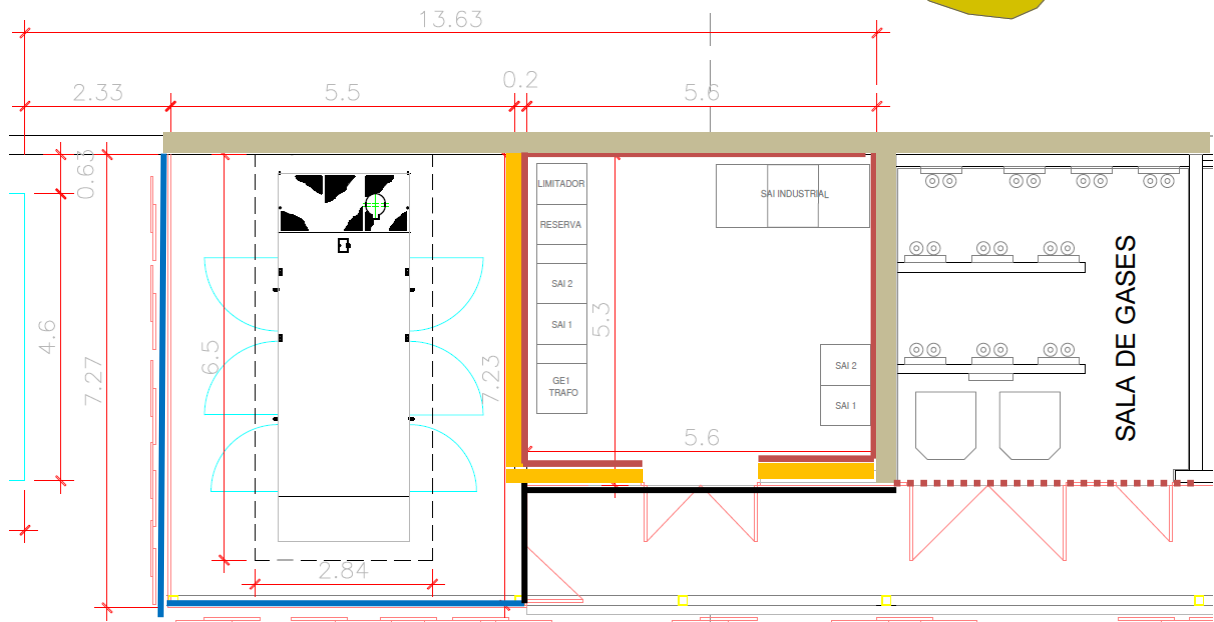 13.63
2.33
5.5
0.2
5.6
0.63
4.6
7.27
6.5
7.23
2.84
LIMITADOR
RESERVA
SAI 2
SAI 1
GE1
TRAFO
5.3
SAI INDUSTRIAL
SAI 2
SAI 1
5.6
SALA DE GASES